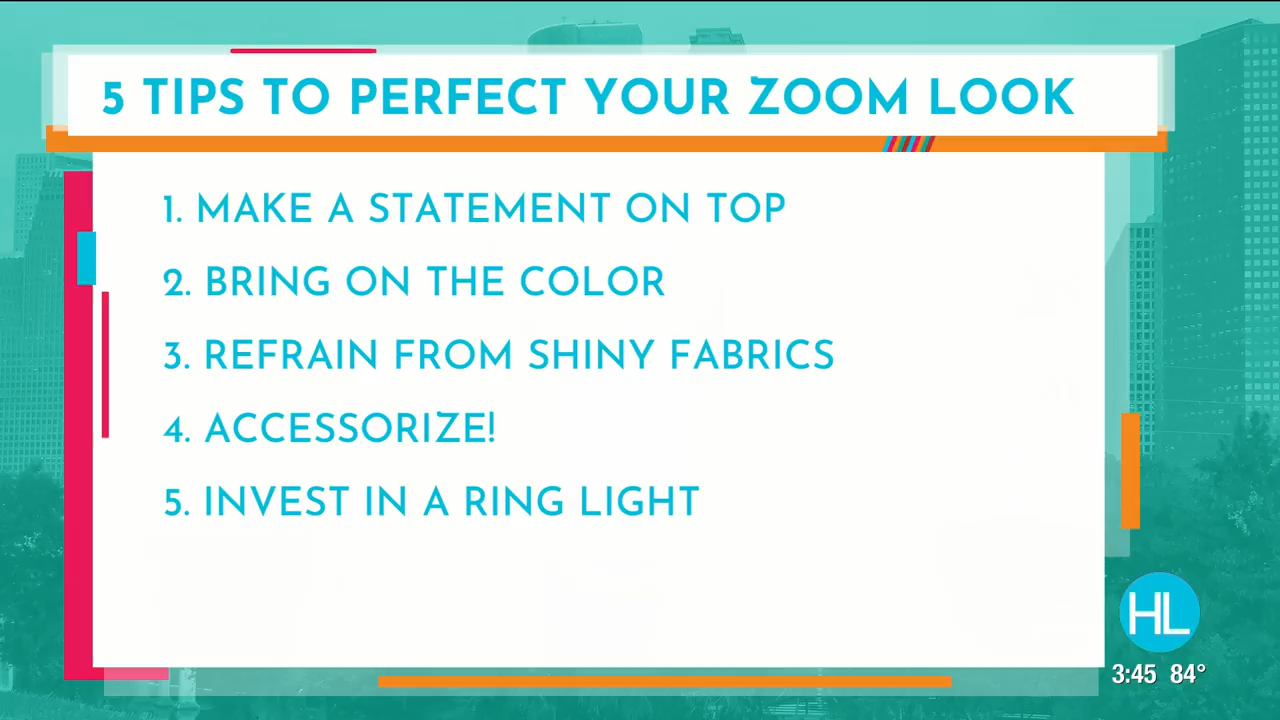 5 TIPS TO PERFECT YOUR ZOOM LOOK
1. MAKE A STATEMENT ON TOP
2. BRING ON THE COLOR
3. REFRAIN FROM SHINY FABRICS
4. ACCESSORIZE!
5. INVEST IN A RING LIGHT
HL
3:45 84°